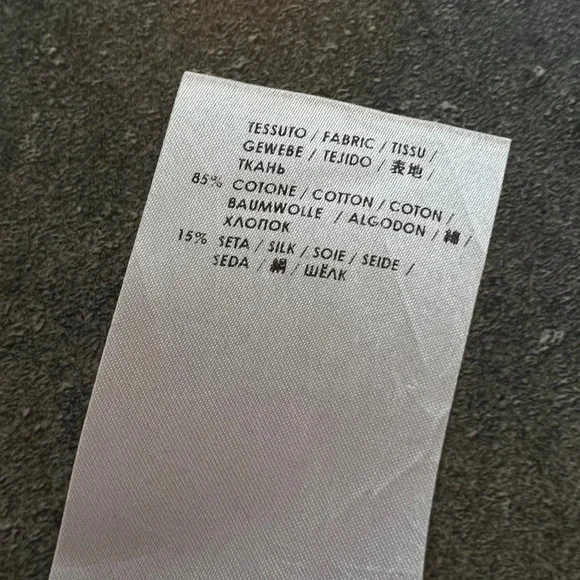 TESSUTO / FABRIC / TISSU /
GEWEBE / TEJIDO / 表地 /
ТКАНЬ
85% COTONE / COTTON / COTON /
BAUMWOLLE / ALGODON / 綿 /
ХЛОПОК
15% SETA / SILK / SOIE / SEIDE /
SEDA / 絹 / ШЁЛК